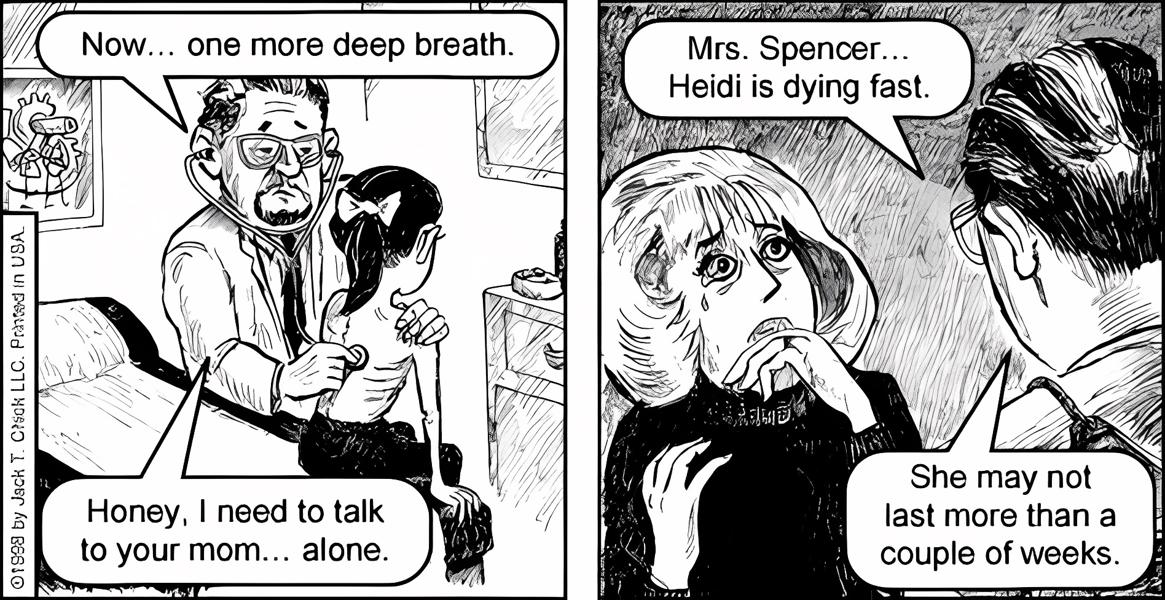 Now... one more deep breath.
Honey, I need to talk
to your mom... alone.
©1998 by Jack T. Chick LLC. Printed in USA.
Mrs. Spencer...
Heidi is dying fast.
She may not
last more than a
couple of weeks.